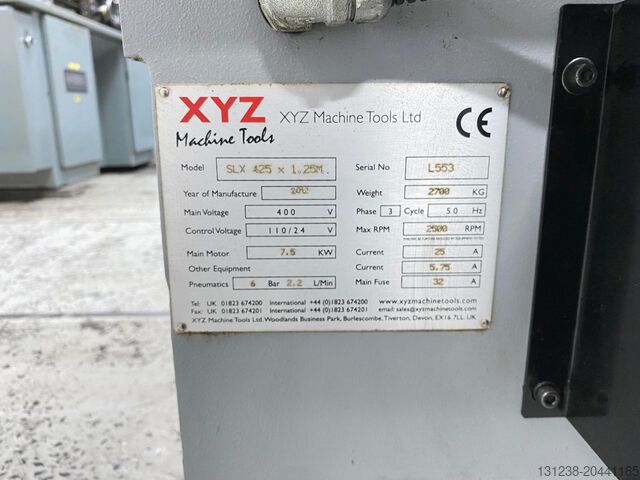 XYZ XYZ Machine Tools Ltd CE
Machine Tools
Model SLX 425 x 1.25M. Serial No L553
Year of Manufacture 2012 Weight 2700 KG
Main Voltage 400 V Phase 3 Cycle 50 Hz
Control Voltage 110/24 V Max RPM 2500 RPM
Main Motor 7.5 KW Current 25 A
Other Equipment Current 5.75 A
Pneumatics 6 Bar 2.2 L/Min Main Fuse 32 A
Tel: UK 01823 674200 International +44 (0)1823 674200 www.xyzmachinetools.com
Fax: UK 01823 674201 International +44 (0)1823 674201 email: sales@xyzmachinetools.com
XYZ Machine Tools Ltd. Woodlands Business Park, Burlescombe, Tiverton, Devon, EX16 7LL. UK
131238-20441165